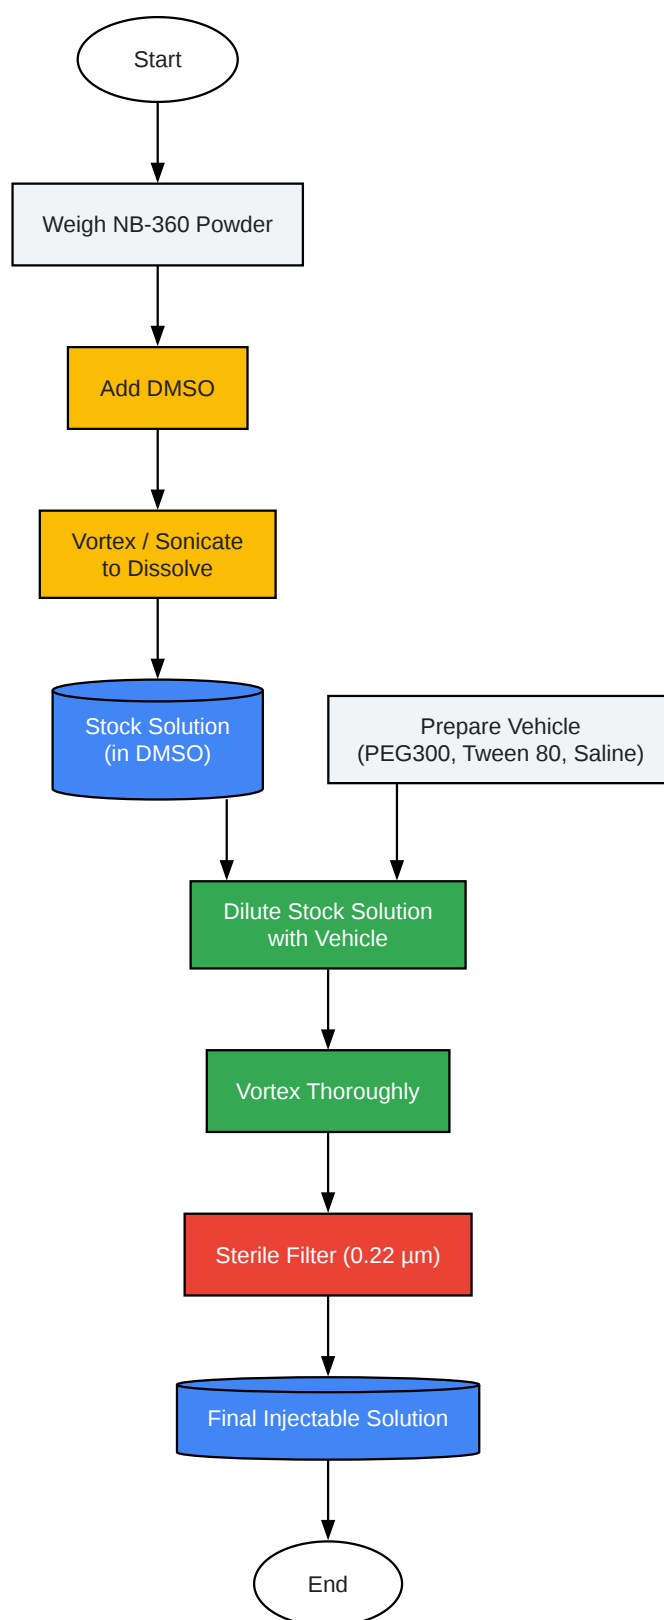 Start
Weigh NB-360 Powder
Add DMSO
Vortex / Sonicate
to Dissolve
Stock Solution
(in DMSO)
Prepare Vehicle
(PEG300, Tween 80, Saline)
Dilute Stock Solution
with Vehicle
Vortex Thoroughly
Sterile Filter (0.22 µm)
Final Injectable Solution
End